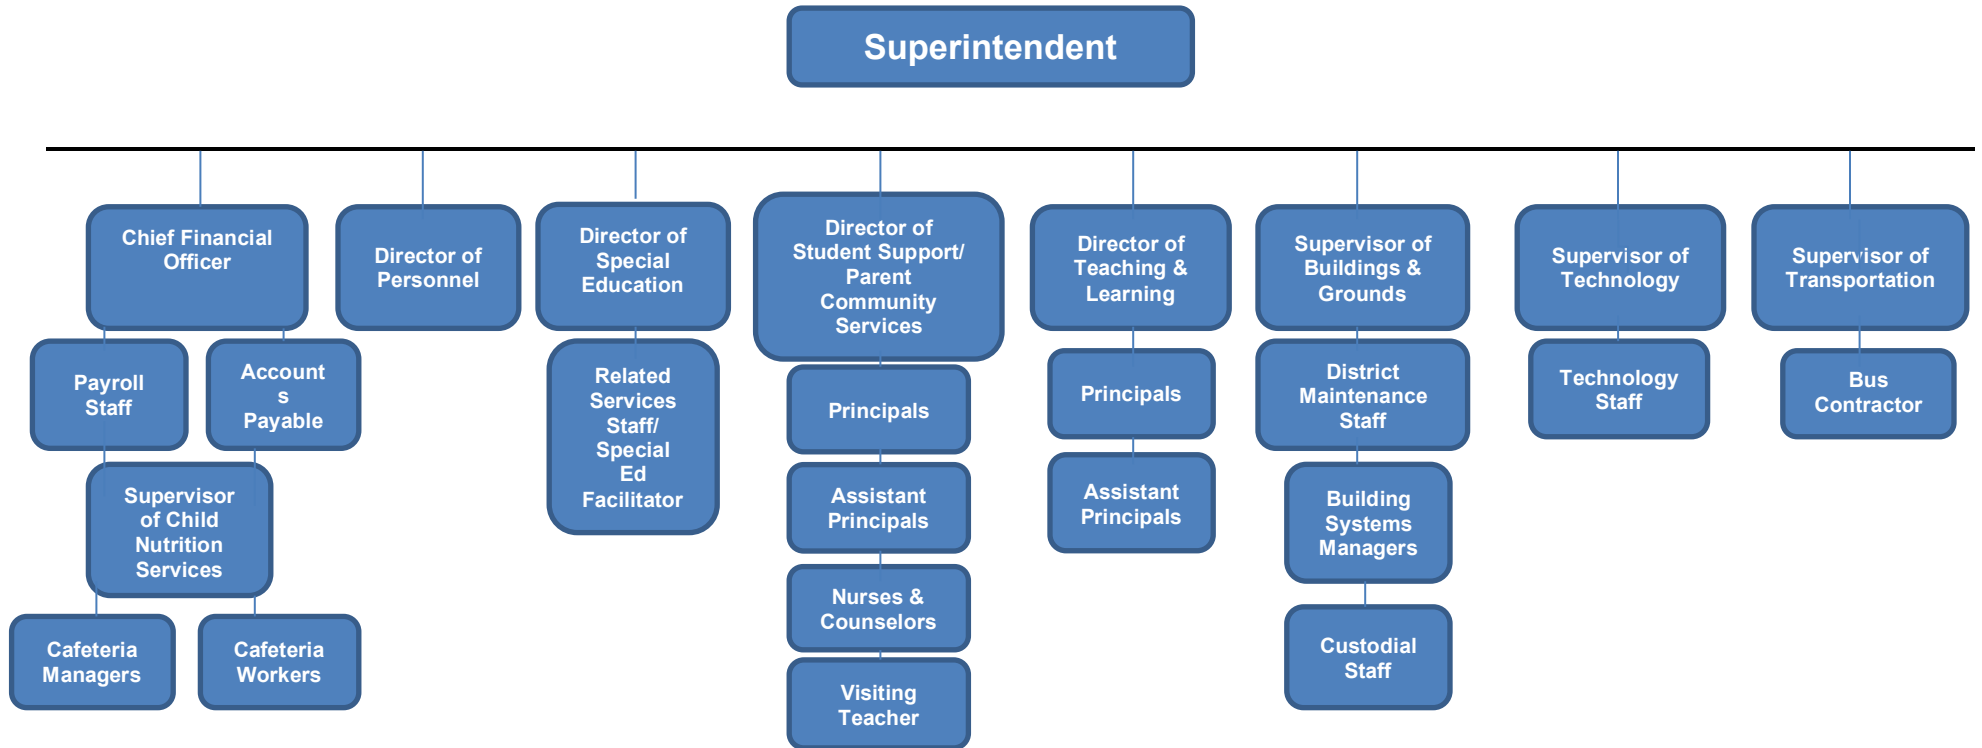 Superintendent
Chief Financial
Officer
Director of
Personnel
Director of
Special
Education
Director of
Student Support/
Parent
Community
Services
Director of
Teaching &
Learning
Supervisor of
Buildings &
Grounds
Supervisor of
Technology
Supervisor of
Transportation
Payroll
Staff
Account
s
Payable
Related
Services
Staff/
Special
Ed
Facilitator
Principals
Principals
District
Maintenance
Staff
Technology
Staff
Bus
Contractor
Supervisor
of Child
Nutrition
Services
Assistant
Principals
Assistant
Principals
Building
Systems
Managers
Cafeteria
Managers
Cafeteria
Workers
Nurses &
Counselors
Custodial
Staff
Visiting
Teacher